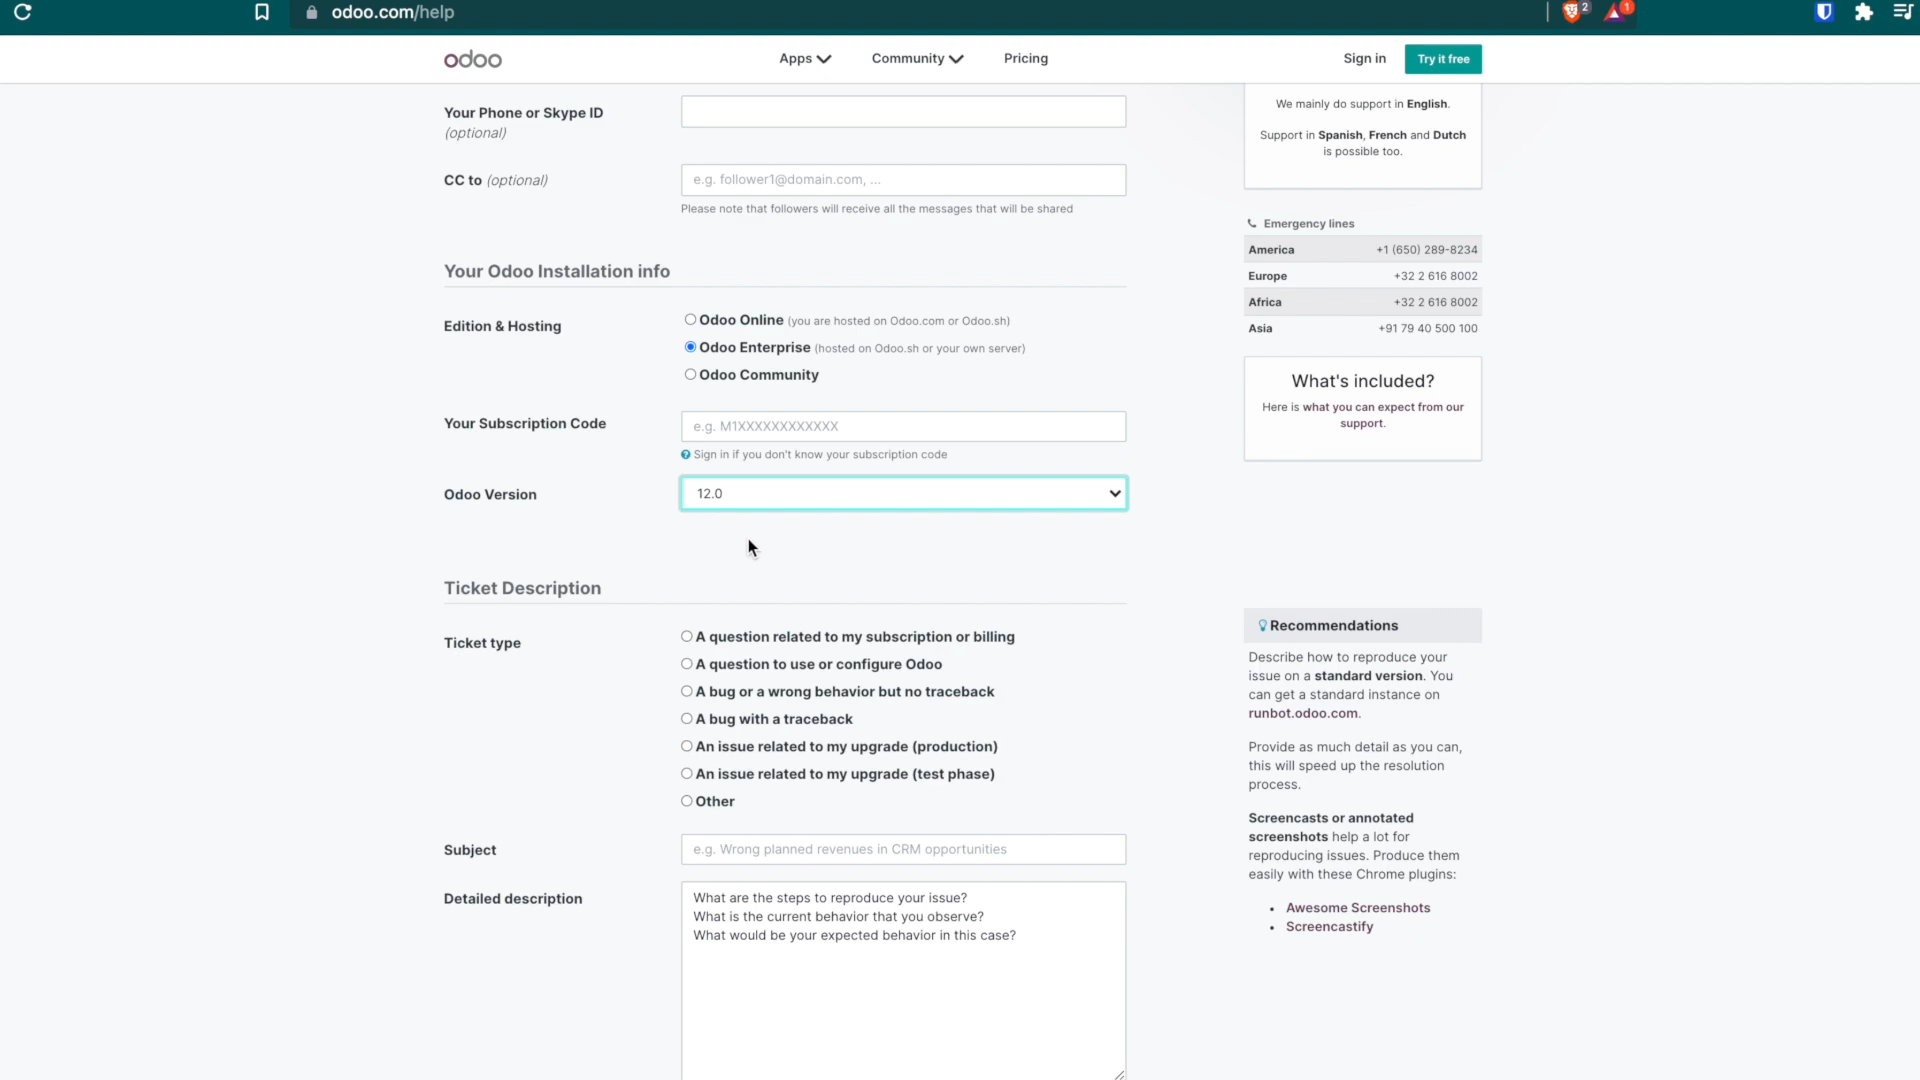 odoo.com/help
2
1
odoo
Apps
Community
Pricing
Sign in
Try it free
Your Phone or Skype ID
(optional)
CC to (optional)
e.g. follower1@domain.com, ...
Please note that followers will receive all the messages that will be shared
Your Odoo Installation info
Edition & Hosting
Odoo Online (you are hosted on Odoo.com or Odoo.sh)
Odoo Enterprise (hosted on Odoo.sh or your own server)
Odoo Community
Your Subscription Code
e.g. M1XXXXXXXXXXXX
Sign in if you don't know your subscription code
Odoo Version
12.0
Ticket Description
Ticket type
A question related to my subscription or billing
A question to use or configure Odoo
A bug or a wrong behavior but no traceback
A bug with a traceback
An issue related to my upgrade (production)
An issue related to my upgrade (test phase)
Other
Subject
e.g. Wrong planned revenues in CRM opportunities
Detailed description
What are the steps to reproduce your issue?
What is the current behavior that you observe?
What would be your expected behavior in this case?
We mainly do support in English.
Support in Spanish, French and Dutch
is possible too.
Emergency lines
America +1 (650) 289-8234
Europe +32 2 616 8002
Africa +32 2 616 8002
Asia +91 79 40 500 100
What's included?
Here is what you can expect from our
support.
Recommendations
Describe how to reproduce your
issue on a standard version. You
can get a standard instance on
runbot.odoo.com.
Provide as much detail as you can,
this will speed up the resolution
process.
Screencasts or annotated
screenshots help a lot for
reproducing issues. Produce them
easily with these Chrome plugins:
Awesome Screenshots
Screencastify